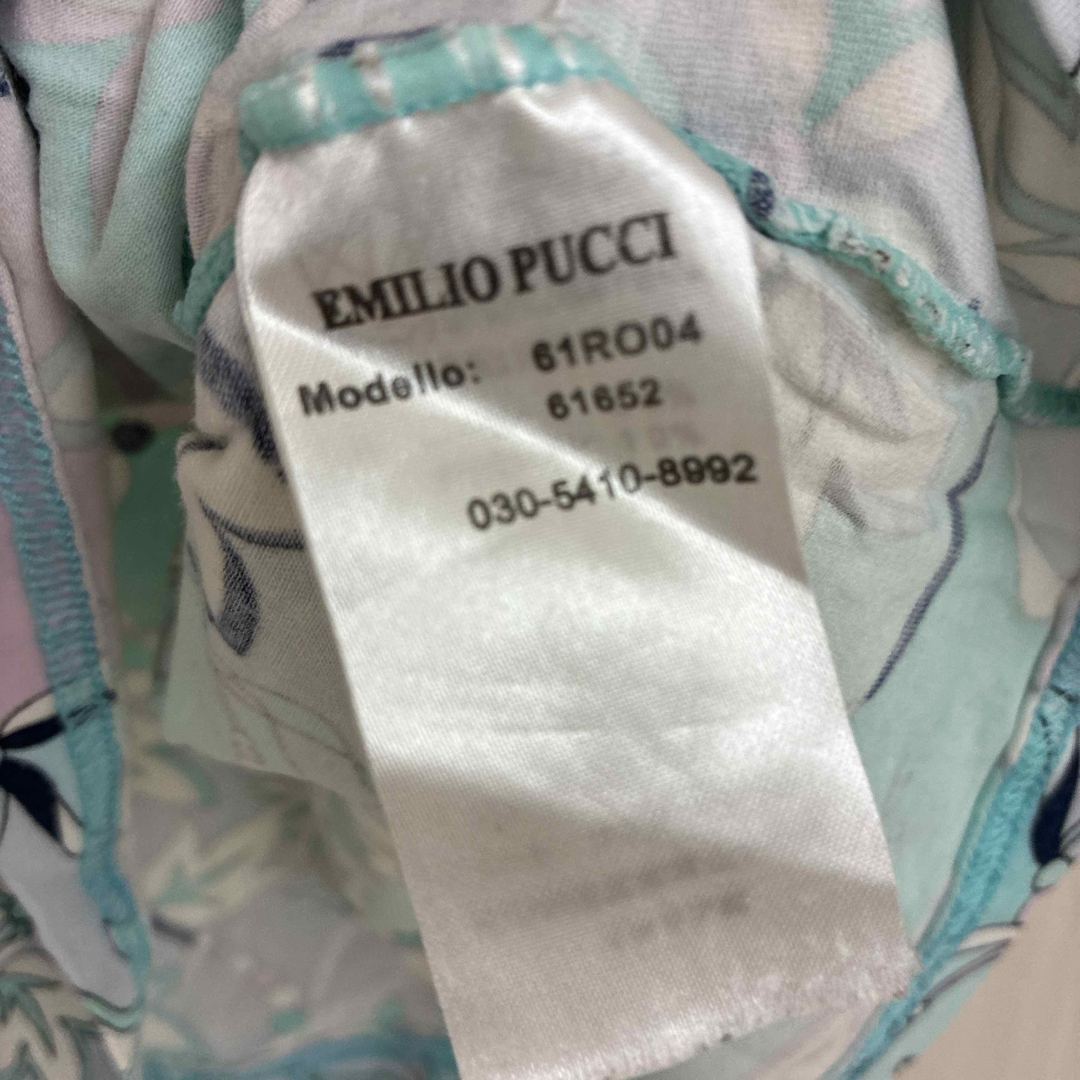 EMILIO PUCCI
Modello: 61RO04
61652
030-5410-8992